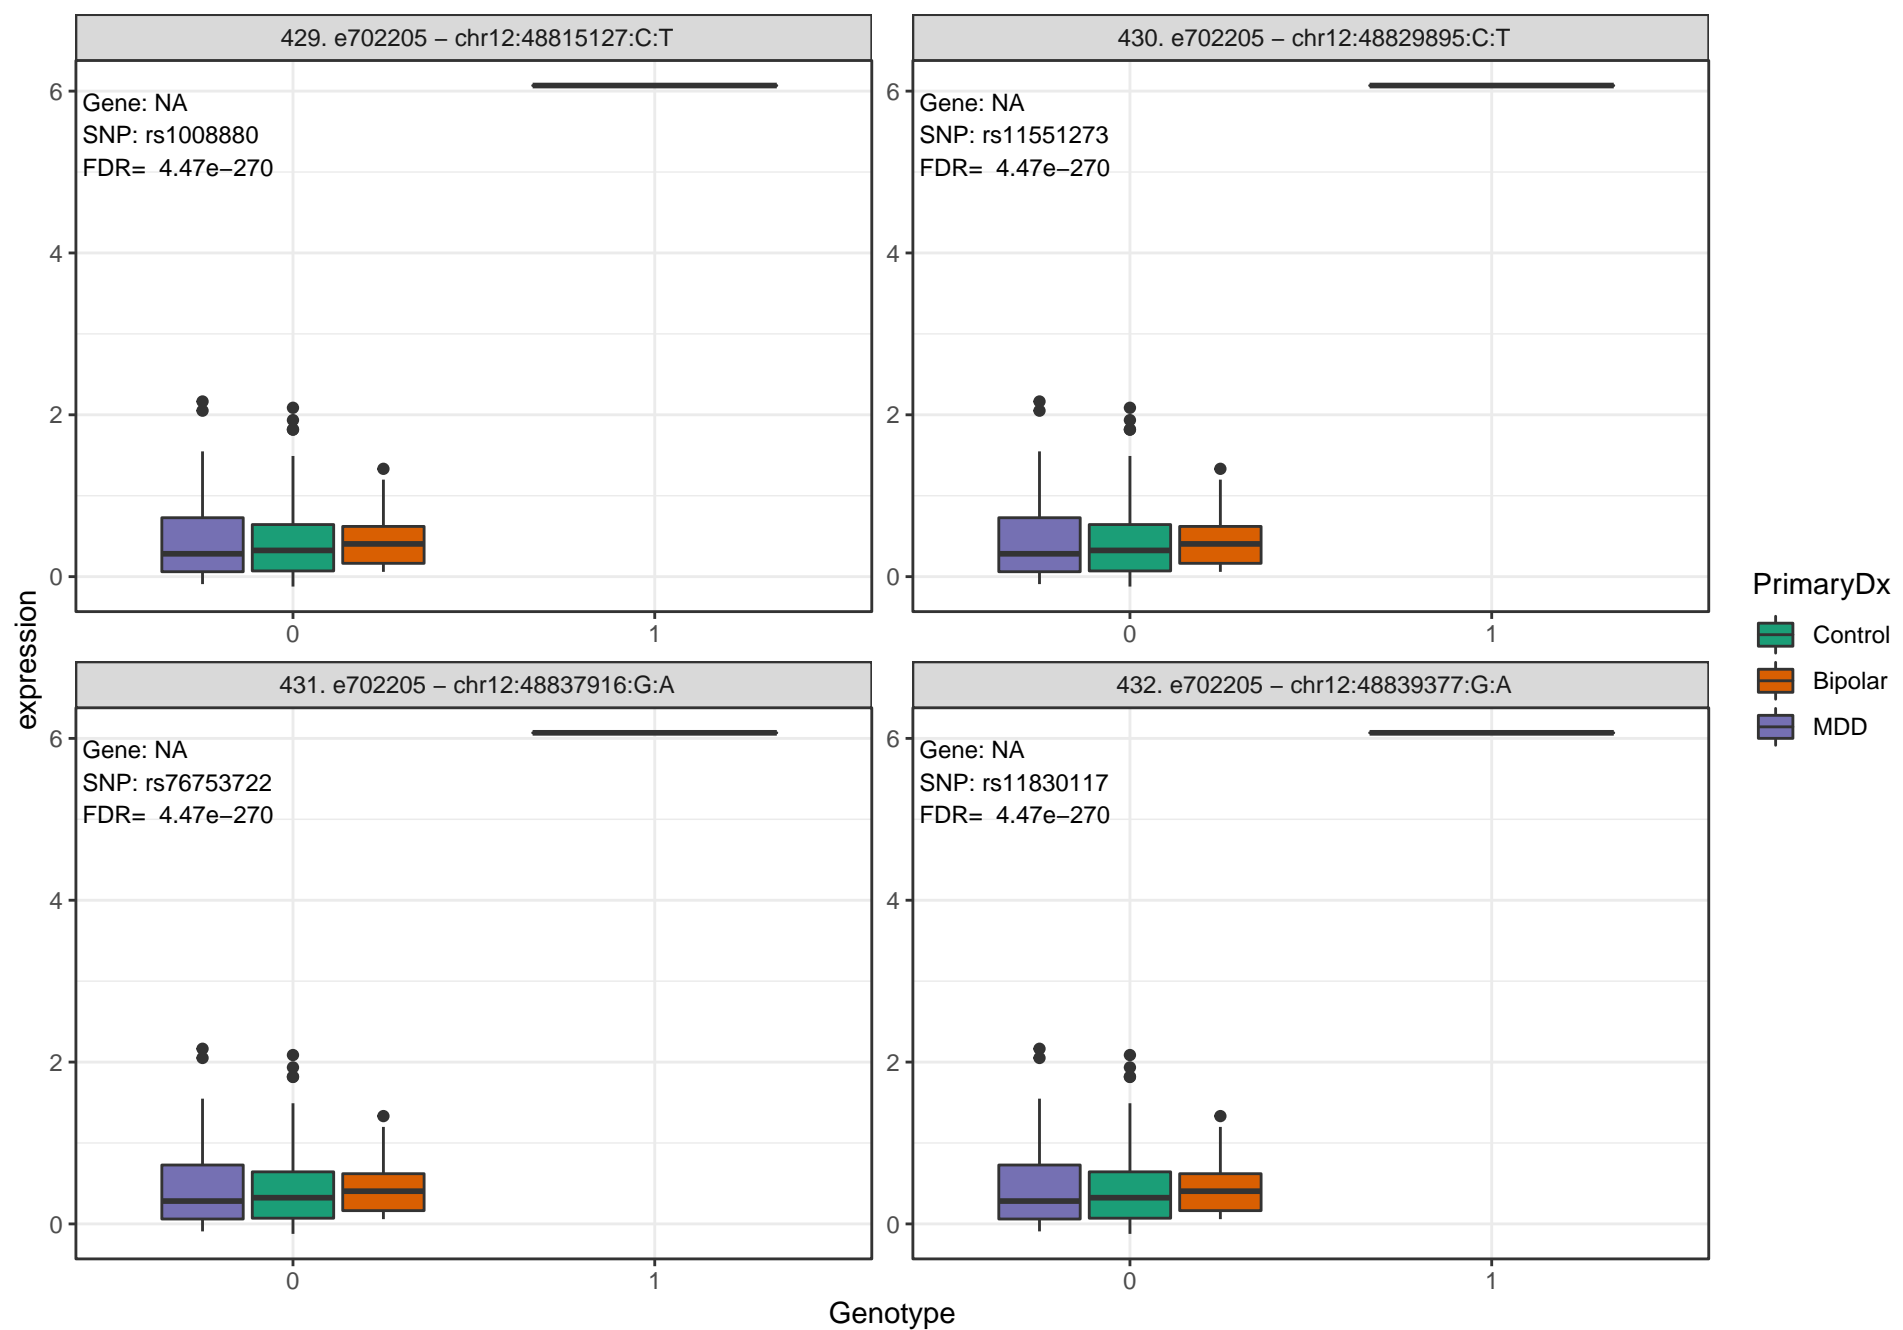 429. e702205 − chr12:48815127:C:T
430. e702205 − chr12:48829895:C:T
6
Gene: NA
SNP: rs1008880
FDR=  4.47e−270
4
2
0
0
1
6
Gene: NA
SNP: rs11551273
FDR=  4.47e−270
4
2
0
0
1
431. e702205 − chr12:48837916:G:A
432. e702205 − chr12:48839377:G:A
6
Gene: NA
SNP: rs76753722
FDR=  4.47e−270
4
2
0
0
1
6
Gene: NA
SNP: rs11830117
FDR=  4.47e−270
4
2
0
0
1
expression
Genotype
PrimaryDx
Control
Bipolar
MDD